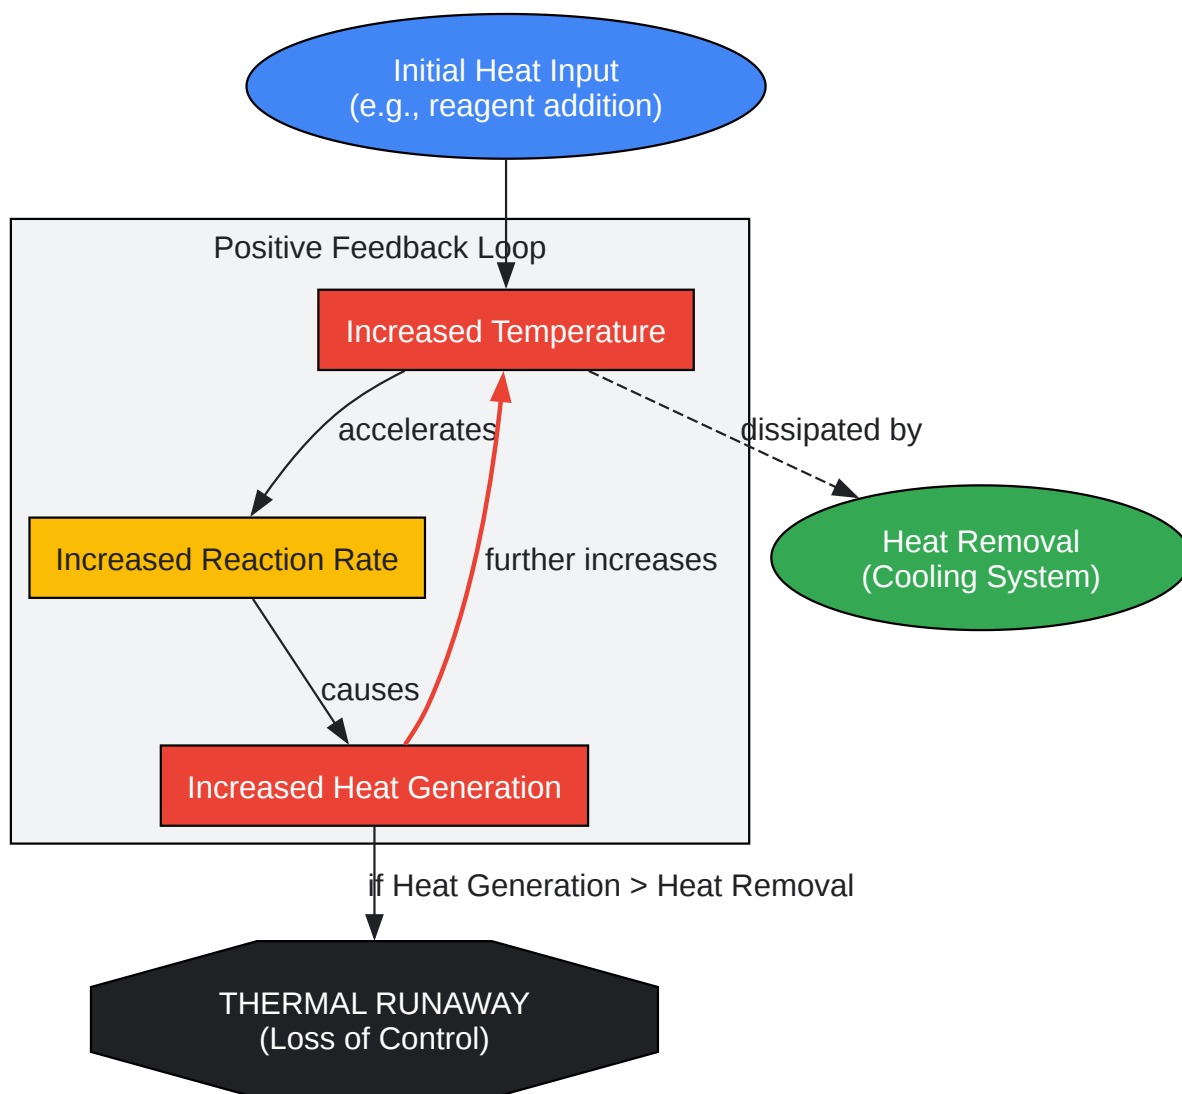 Initial Heat Input
(e.g., reagent addition)
Positive Feedback Loop
Increased Temperature
accelerates
dissipated by
Increased Reaction Rate
further increases
Heat Removal
(Cooling System)
causes
Increased Heat Generation
if Heat Generation > Heat Removal
THERMAL RUNAWAY
(Loss of Control)